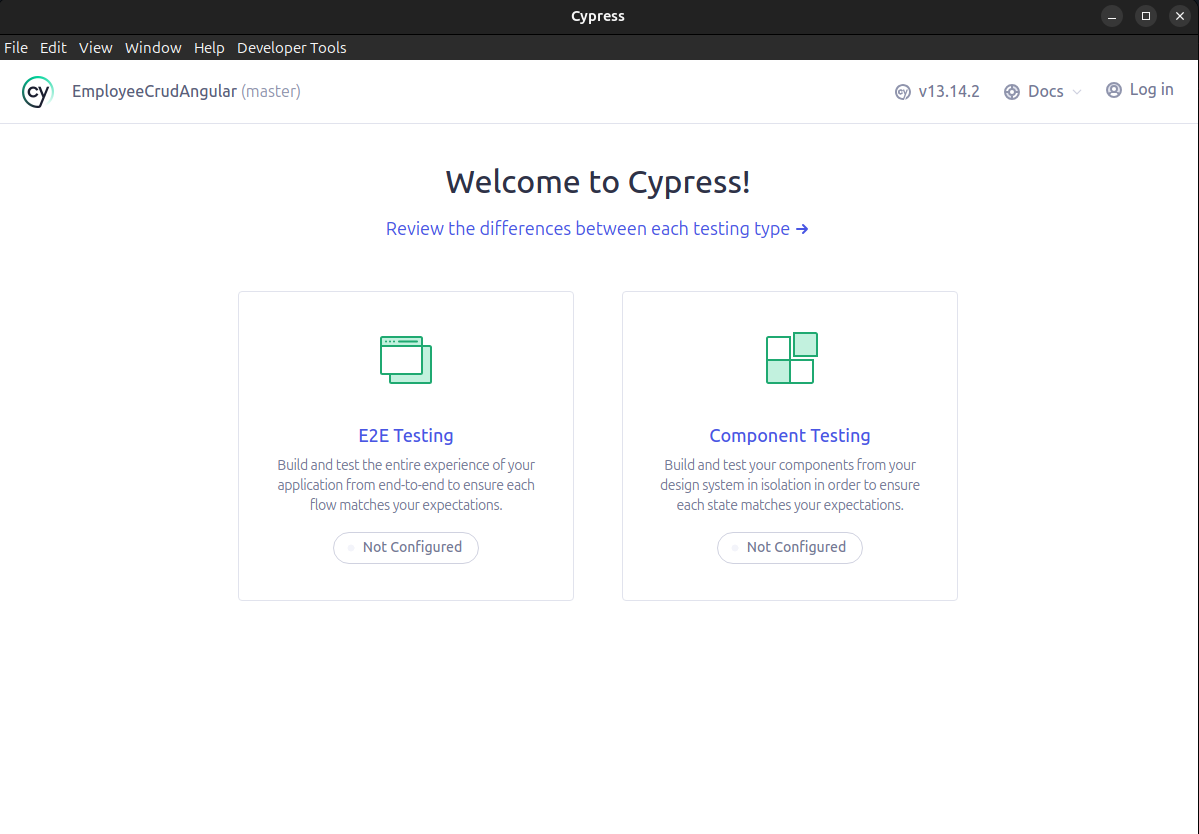 Cypress
File Edit View Window Help Developer Tools
cy EmployeeCrudAngular (master) v13.14.2 Docs Log in
Welcome to Cypress!
Review the differences between each testing type →
E2E Testing
Build and test the entire experience of your
application from end-to-end to ensure each
flow matches your expectations.
Not Configured
Component Testing
Build and test your components from your
design system in isolation in order to ensure
each state matches your expectations.
Not Configured